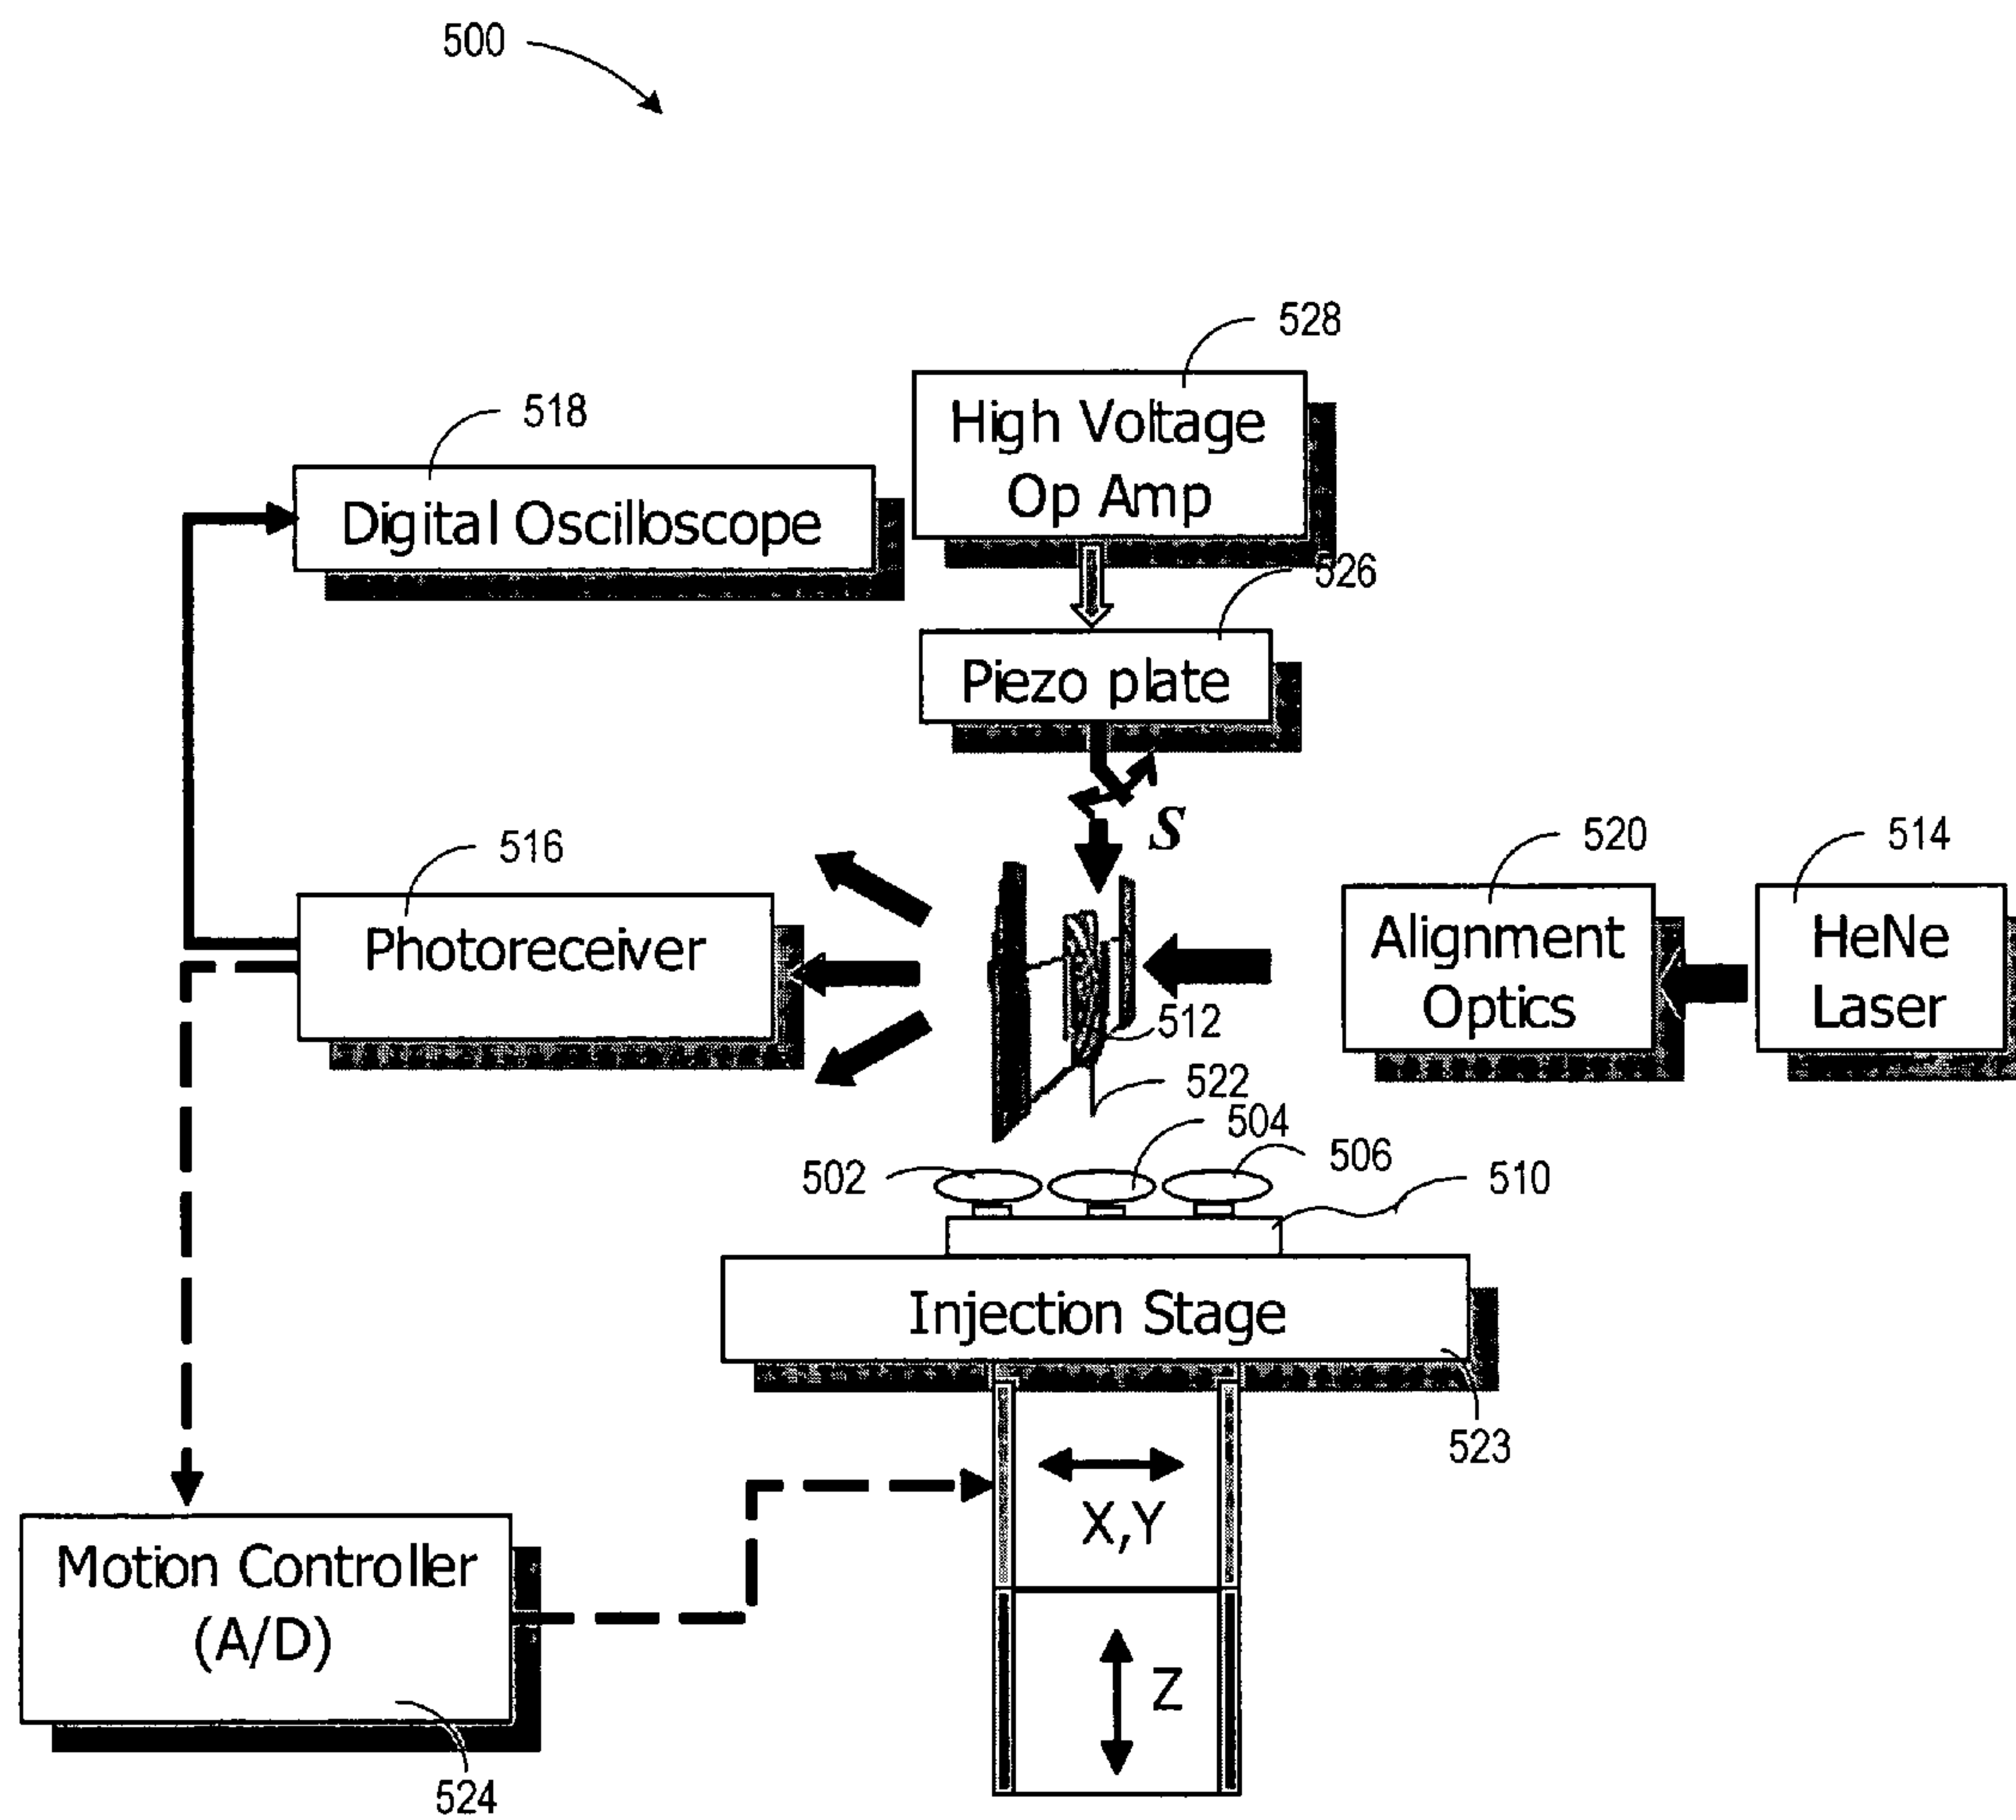 500
528
High Voltage
Op Amp
518
Digital Oscilloscope
526
Piezo plate
S
516
Photoreceiver
520
Alignment
Optics
514
HeNe
Laser
512
522
504
502
506
510
Injection Stage
523
X,Y
Motion Controller
(A/D)
Z
524